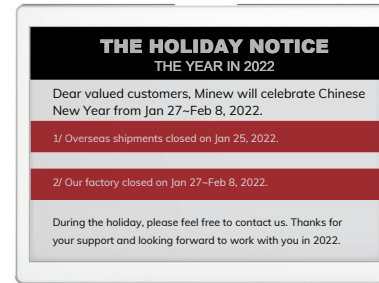 THE HOLIDAY NOTICE
THE YEAR IN 2022
Dear valued customers, Minew will celebrate Chinese
New Year from Jan 27~Feb 8, 2022.
1/ Overseas shipments closed on Jan 25, 2022.
2/ Our factory closed on Jan 27~Feb 8, 2022.
During the holiday, please feel free to contact us. Thanks for
your support and looking forward to work with you in 2022.